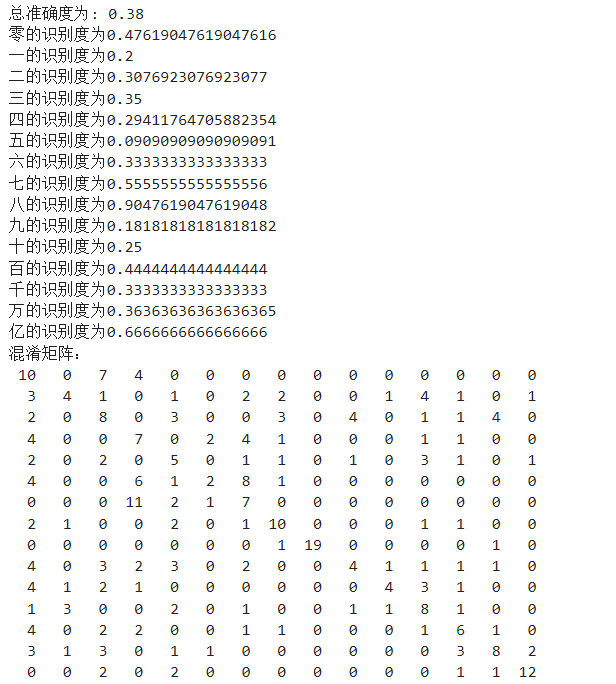 总准确度为: 0.38
零的识别度为0.47619047619047616
一的识别度为0.2
二的识别度为0.3076923076923077
三的识别度为0.35
四的识别度为0.29411764705882354
五的识别度为0.09090909090909091
六的识别度为0.3333333333333333
七的识别度为0.5555555555555556
八的识别度为0.9047619047619048
九的识别度为0.18181818181818182
十的识别度为0.25
百的识别度为0.4444444444444444
千的识别度为0.3333333333333333
万的识别度为0.36363636363636365
亿的识别度为0.6666666666666666
混淆矩阵:
10 0 7 4 0 0 0 0 0 0 0 0 0 0 0
3 4 1 0 1 0 2 2 0 0 1 4 1 0 1
2 0 8 0 3 0 0 3 0 4 0 1 1 4 0
4 0 0 7 0 2 4 1 0 0 0 1 1 0 0
2 0 2 0 5 0 1 1 0 1 0 3 1 0 1
4 0 0 6 1 2 8 1 0 0 0 0 0 0 0
0 0 0 11 2 1 7 0 0 0 0 0 0 0 0
2 1 0 0 2 0 1 10 0 0 0 1 1 0 0
0 0 0 0 0 0 0 1 19 0 0 0 0 1 0
4 0 3 2 3 0 2 0 0 4 1 1 1 1 0
4 1 2 1 0 0 0 0 0 0 4 3 1 0 0
1 3 0 0 2 0 1 0 0 1 1 8 1 0 0
4 0 2 2 0 0 1 1 0 0 0 1 6 1 0
3 1 3 0 1 1 0 0 0 0 0 0 3 8 2
0 0 2 0 2 0 0 0 0 0 0 0 1 1 12